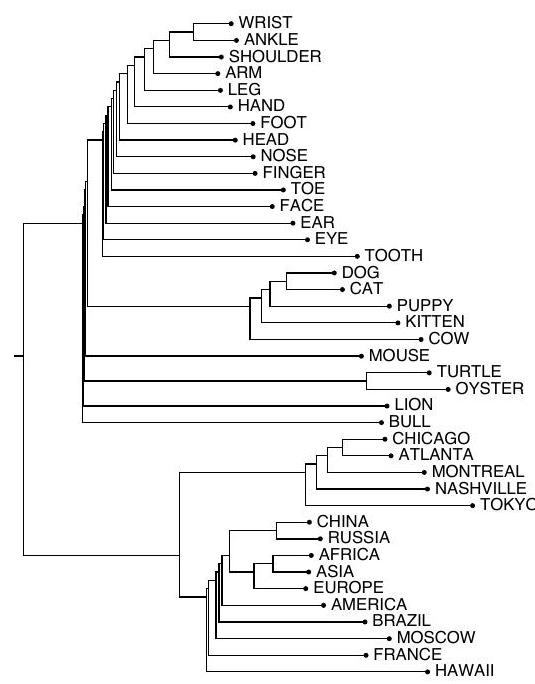 WRIST
ANKLE
SHOULDER
ARM
LEG
HAND
FOOT
HEAD
NOSE
FINGER
TOE
FACE
EAR
EYE
TOOTH
DOG
CAT
PUPPY
KITTEN
COW
MOUSE
TURTLE
OYSTER
LION
BULL
CHICAGO
ATLANTA
MONTREAL
NASHVILLE
TOKYO
CHINA
RUSSIA
AFRICA
ASIA
EUROPE
AMERICA
BRAZIL
MOSCOW
FRANCE
HAWAII